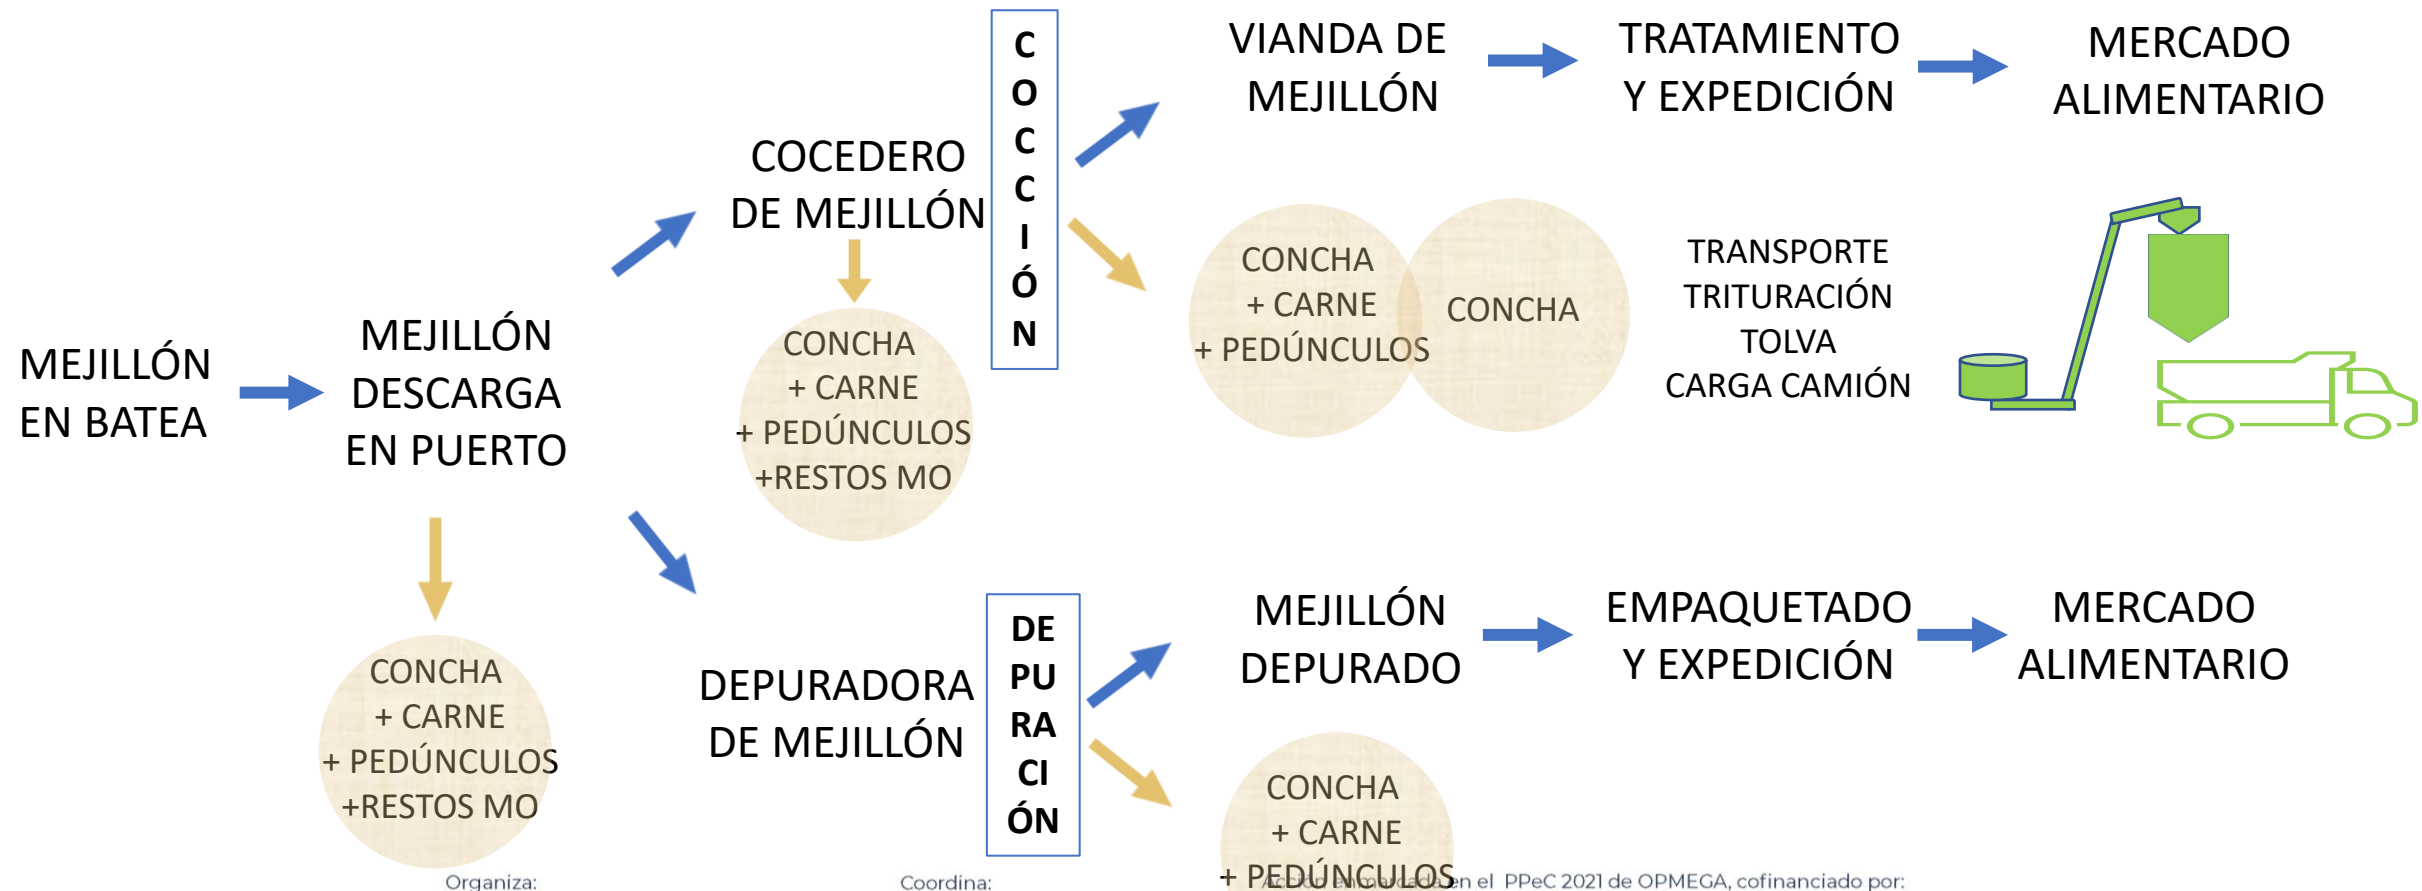 MEJILLÓN
EN BATEA
MEJILLÓN
DESCARGA
EN PUERTO
CONCHA
+ CARNE
+ PEDÚNCULOS
+RESTOS MO
COCEDERO
DE MEJILLÓN
CONCHA
+ CARNE
+ PEDÚNCULOS
+RESTOS MO
C
O
C
C
I
Ó
N
VIANDA DE
MEJILLÓN
TRATAMIENTO
Y EXPEDICIÓN
MERCADO
ALIMENTARIO
CONCHA
+ CARNE
+ PEDÚNCULOS
CONCHA
TRANSPORTE
TRITURACIÓN
TOLVA
CARGA CAMIÓN
DEPURADORA
DE MEJILLÓN
DE
PU
RA
CI
ÓN
MEJILLÓN
DEPURADO
EMPAQUETADO
Y EXPEDICIÓN
MERCADO
ALIMENTARIO
CONCHA
+ CARNE
+ PEDÚNCULOS
Organiza:
Coordina:
Acción enmarcada en el PPeC 2021 de OPMEGA, cofinanciado por: